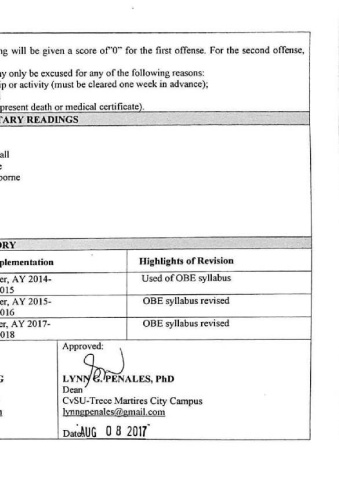 ng will be given a score of"0" for the first offense. For the second offense,
ay only be excused for any of the following reasons:
ip or activity (must be cleared one week in advance);
present death or medical certificate).
TARY READINGS
all
e
borne
ORY
plementation Highlights of Revision
er, AY 2014- Used of OBE syllabus
015
er, AY 2015- OBE syllabus revised
016
er, AY 2017- OBE syllabus revised
018
Approved:
G LYNN G. PENALES, PhD
Dean
CvSU-Trece Martires City Campus
lynngpenales@gmail.com
Date AUG 08 2017